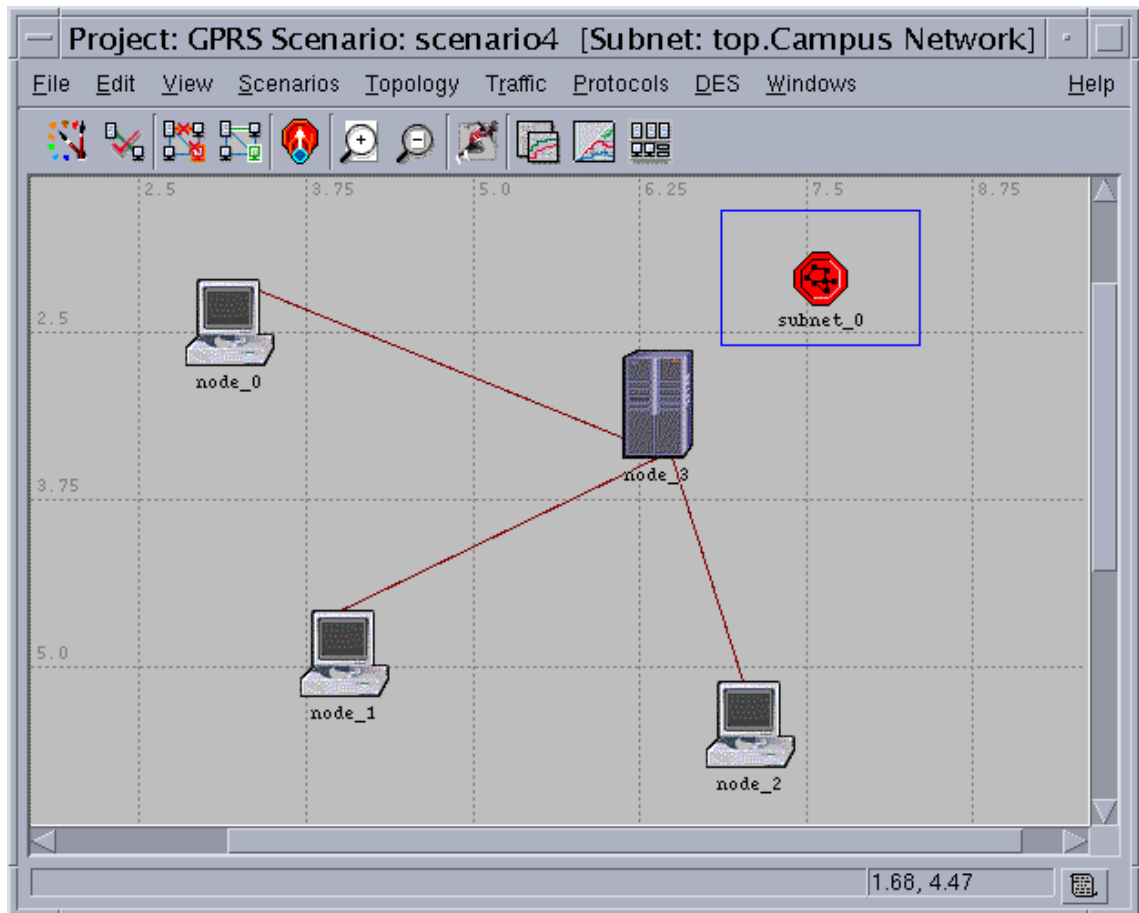 Project: GPRS Scenario: scenario4 [Subnet: top.Campus Network]
File Edit View Scenarios Topology Traffic Protocols DES Windows Help
2.5 3.75 5.0 6.25 7.5 8.75
2.5
subnet_0
node_0
node_3
3.75
5.0
node_1
node_2
1.68, 4.47